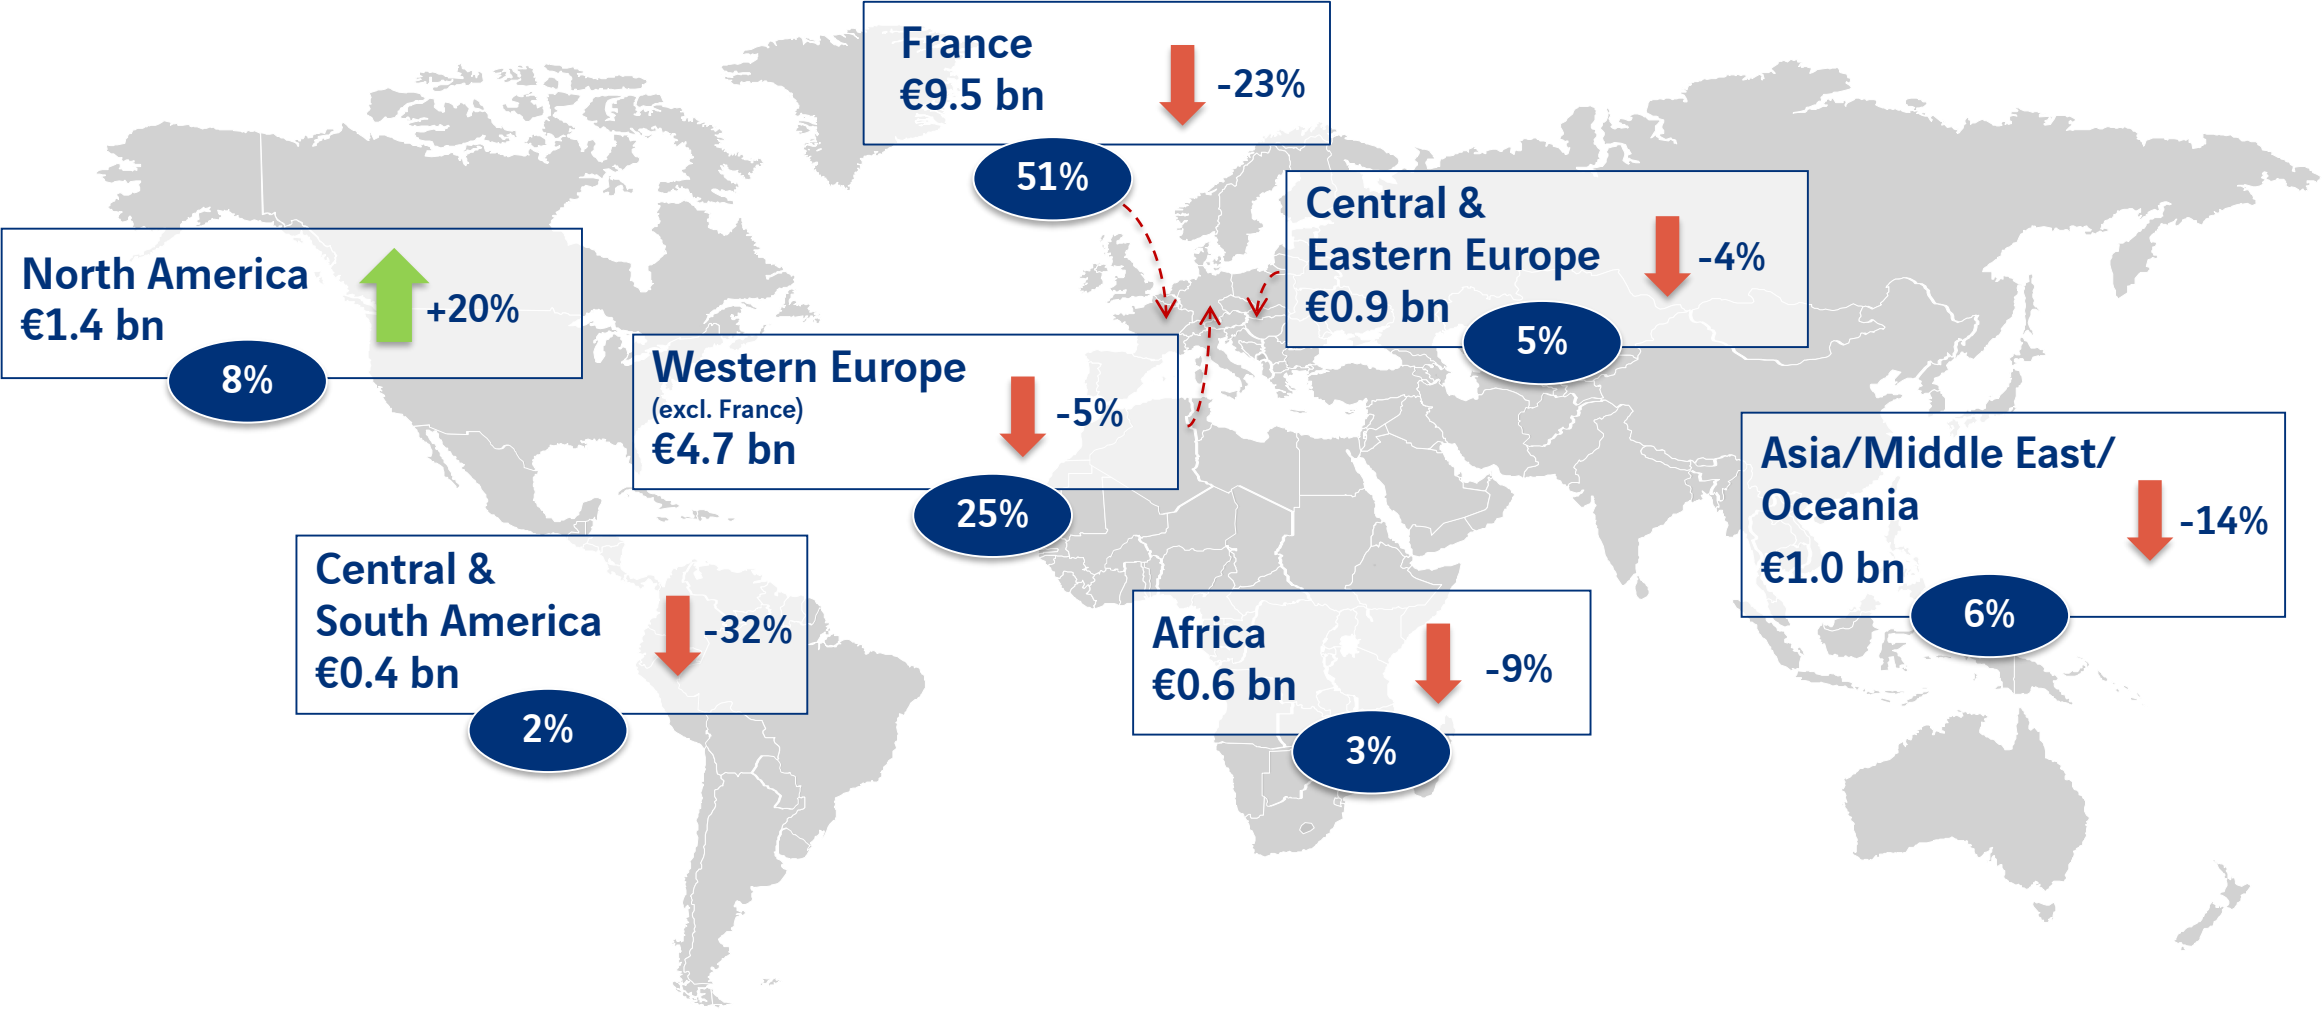 France
€9.5 bn
-23%
51%
Central &
Eastern Europe
€0.9 bn
-4%
5%
North America
€1.4 bn
+20%
8%
Western Europe
(excl. France)
€4.7 bn
-5%
25%
Asia/Middle East/
Oceania
€1.0 bn
-14%
6%
Central &
South America
€0.4 bn
-32%
2%
Africa
€0.6 bn
-9%
3%